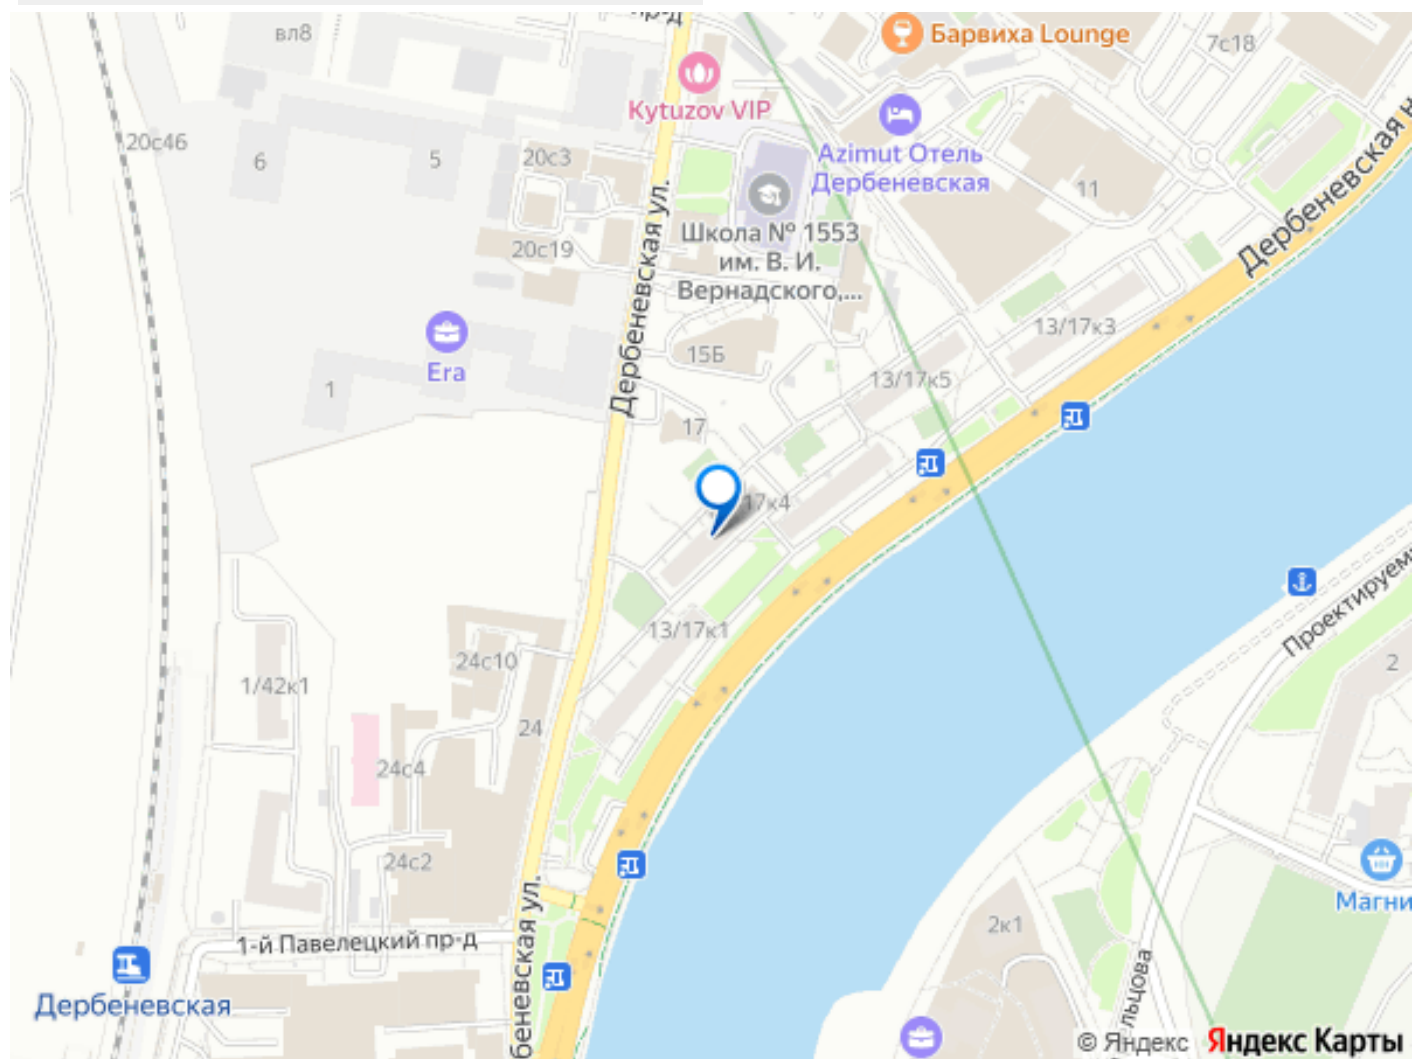 пр-д
вл8
Барвиха Lounge
7с18
Kytuzov VIP
20с46
6
5
20с3
Azimut Отель
Дербеневская
11
Дербеневская н
Дербеневская ул.
Школа № 1553
им. В. И.
Вернадского,...
20с19
13/17к3
15Б
Era
1
13/17к5
17
17к4
13/17к1
Проектируем
2
24с10
1/42к1
24
24с4
24с2
Магни
2к1
1-й Павелецкий пр-д
беневская ул.
Дербеневская
льцова
© Яндекс Яндекс Карты